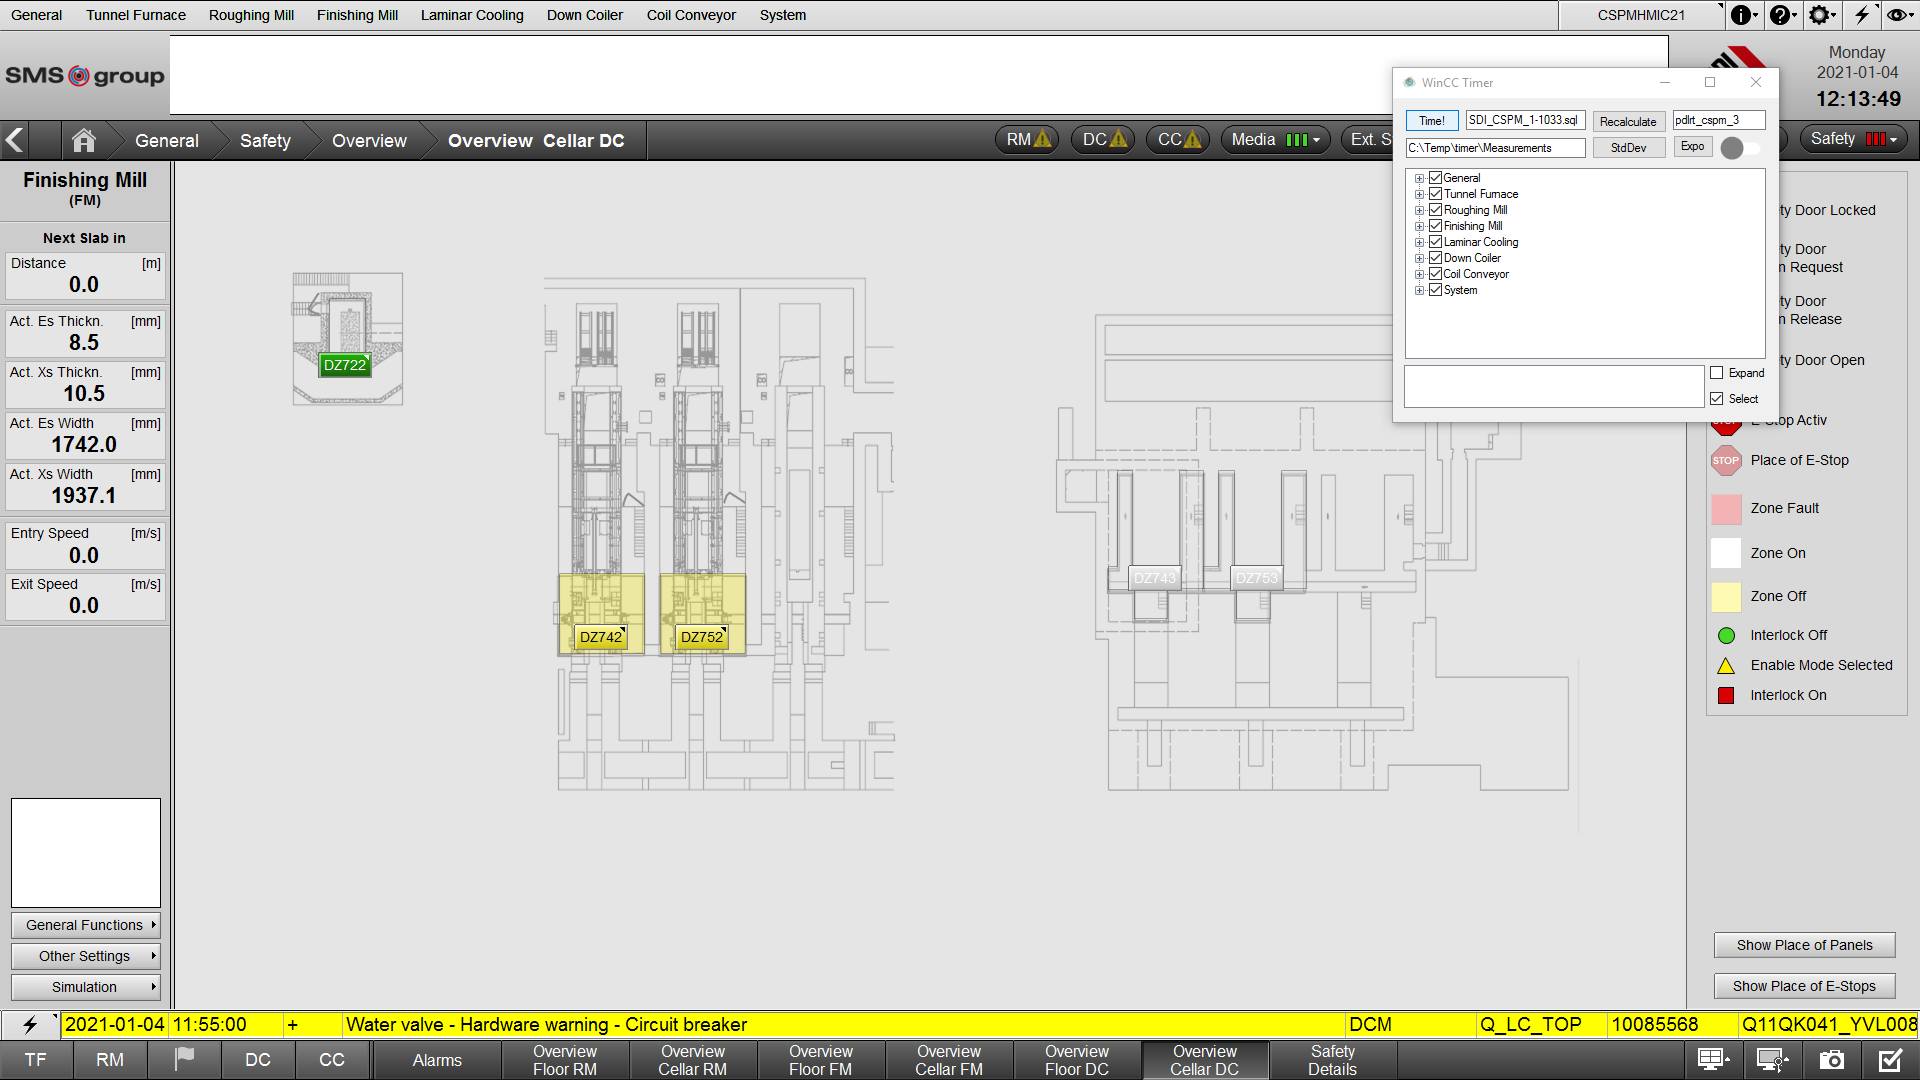 General
Tunnel Furnace
Roughing Mill
Finishing Mill
Laminar Cooling
Down Coiler
Coil Conveyor
System
CSPMHMIC21
SMS group
Monday
2021-01-04
12:13:49
General
Safety
Overview
Overview Cellar DC
RM
DC
CC
Media
Ext. S
Safety
Finishing Mill
(FM)
Next Slab in
Distance [m]
0.0
Act. Es Thickn. [mm]
8.5
Act. Xs Thickn. [mm]
10.5
Act. Es Width [mm]
1742.0
Act. Xs Width [mm]
1937.1
Entry Speed [m/s]
0.0
Exit Speed [m/s]
0.0
General Functions
Other Settings
Simulation
DZ722
DZ742
DZ752
DZ743
DZ753
WinCC Timer
Time!
SDI_CSPM_1-1033.sql
Recalculate
pdlrt_cspm_3
C:\Temp\timer\Measurements
StdDev
Expo
General
Tunnel Furnace
Roughing Mill
Finishing Mill
Laminar Cooling
Down Coiler
Coil Conveyor
System
Expand
Select
ty Door Locked
ty Door
n Request
ty Door
n Release
ty Door Open
E-Stop Activ
STOP
Place of E-Stop
Zone Fault
Zone On
Zone Off
Interlock Off
Enable Mode Selected
Interlock On
Show Place of Panels
Show Place of E-Stops
2021-01-04 11:55:00 + Water valve - Hardware warning - Circuit breaker DCM Q_LC_TOP 10085568 Q11QK041_YVL008
TF
RM
DC
CC
Alarms
Overview
Floor RM
Overview
Cellar RM
Overview
Floor FM
Overview
Cellar FM
Overview
Floor DC
Overview
Cellar DC
Safety
Details